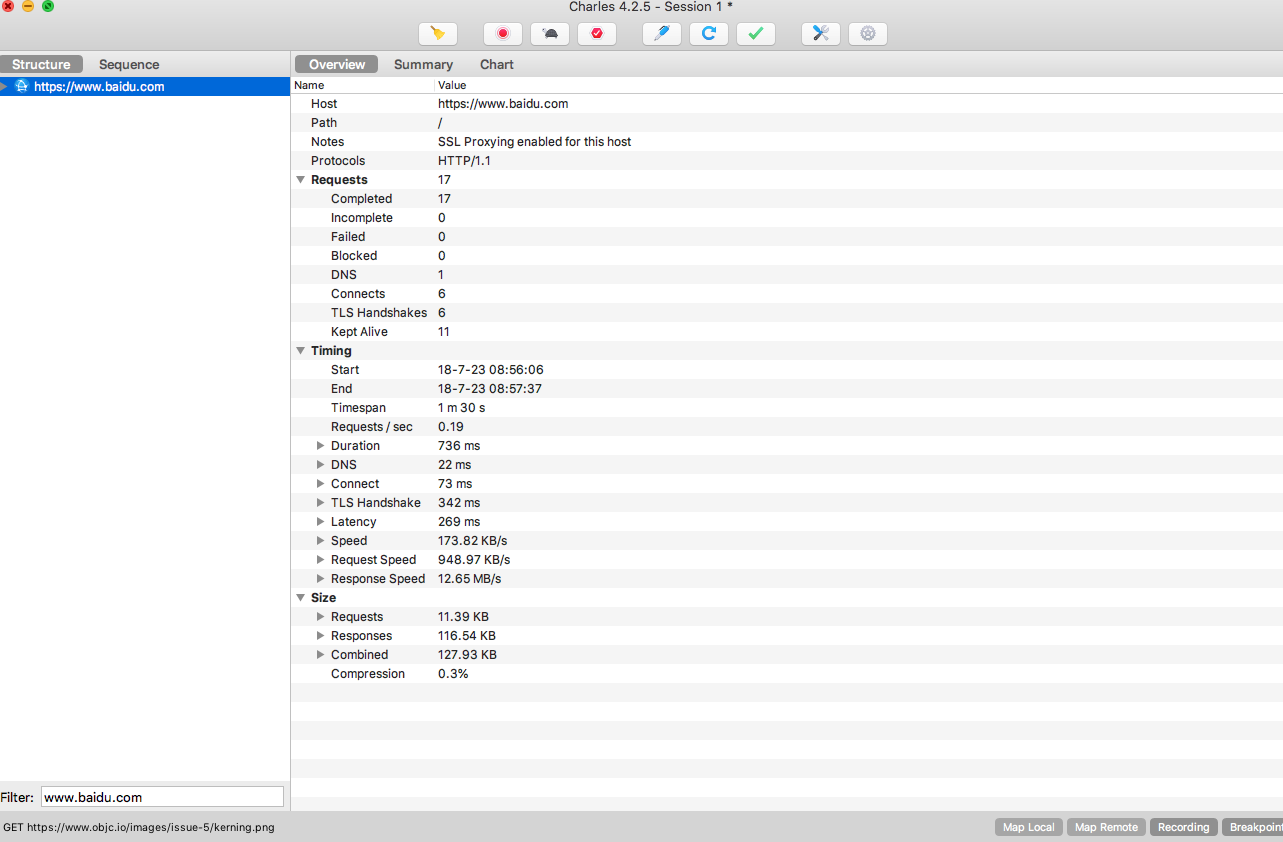 Charles 4.2.5 - Session 1 *
Structure Sequence
Overview Summary Chart
https://www.baidu.com
Name Value
Host https://www.baidu.com
Path /
Notes SSL Proxying enabled for this host
Protocols HTTP/1.1
Requests 17
Completed 17
Incomplete 0
Failed 0
Blocked 0
DNS 1
Connects 6
TLS Handshakes 6
Kept Alive 11
Timing
Start 18-7-23 08:56:06
End 18-7-23 08:57:37
Timespan 1 m 30 s
Requests / sec 0.19
Duration 736 ms
DNS 22 ms
Connect 73 ms
TLS Handshake 342 ms
Latency 269 ms
Speed 173.82 KB/s
Request Speed 948.97 KB/s
Response Speed 12.65 MB/s
Size
Requests 11.39 KB
Responses 116.54 KB
Combined 127.93 KB
Compression 0.3%
Filter: www.baidu.com
GET https://www.objc.io/images/issue-5/kerning.png
Map Local Map Remote Recording Breakpoint